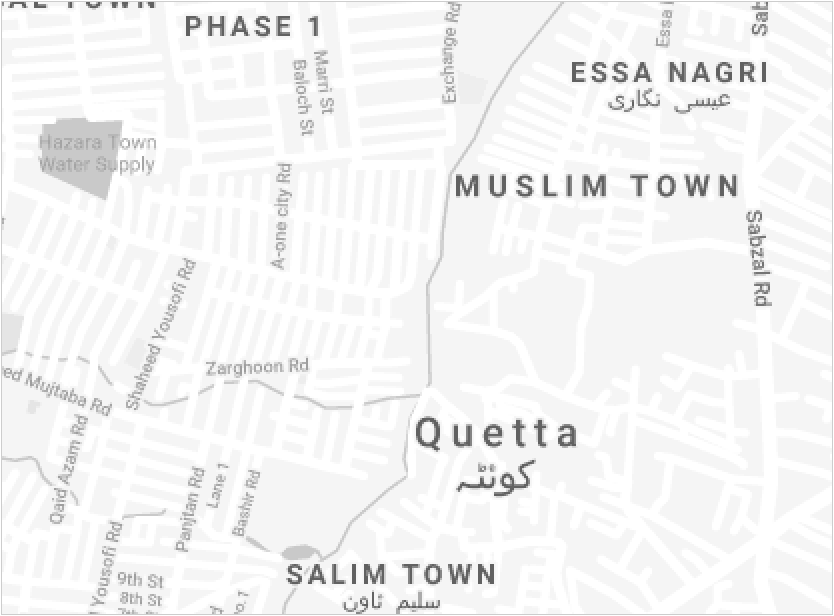 PHASE 1
Marri St
Baloch St
Exchange Rd
ESSA NAGRI
عیسی نگاری
Hazara Town
Water Supply
MUSLIM TOWN
A-one city Rd
Sabzal Rd
Shaheed Yousofi Rd
Zarghoon Rd
Mujtaba Rd
Quetta
کوئٹہ
Qaid Azam Rd
Panjtan Rd
Lane 1
Bashir Rd
Yousofi Rd
SALIM TOWN
سلیم ٹاون
9th St
8th St